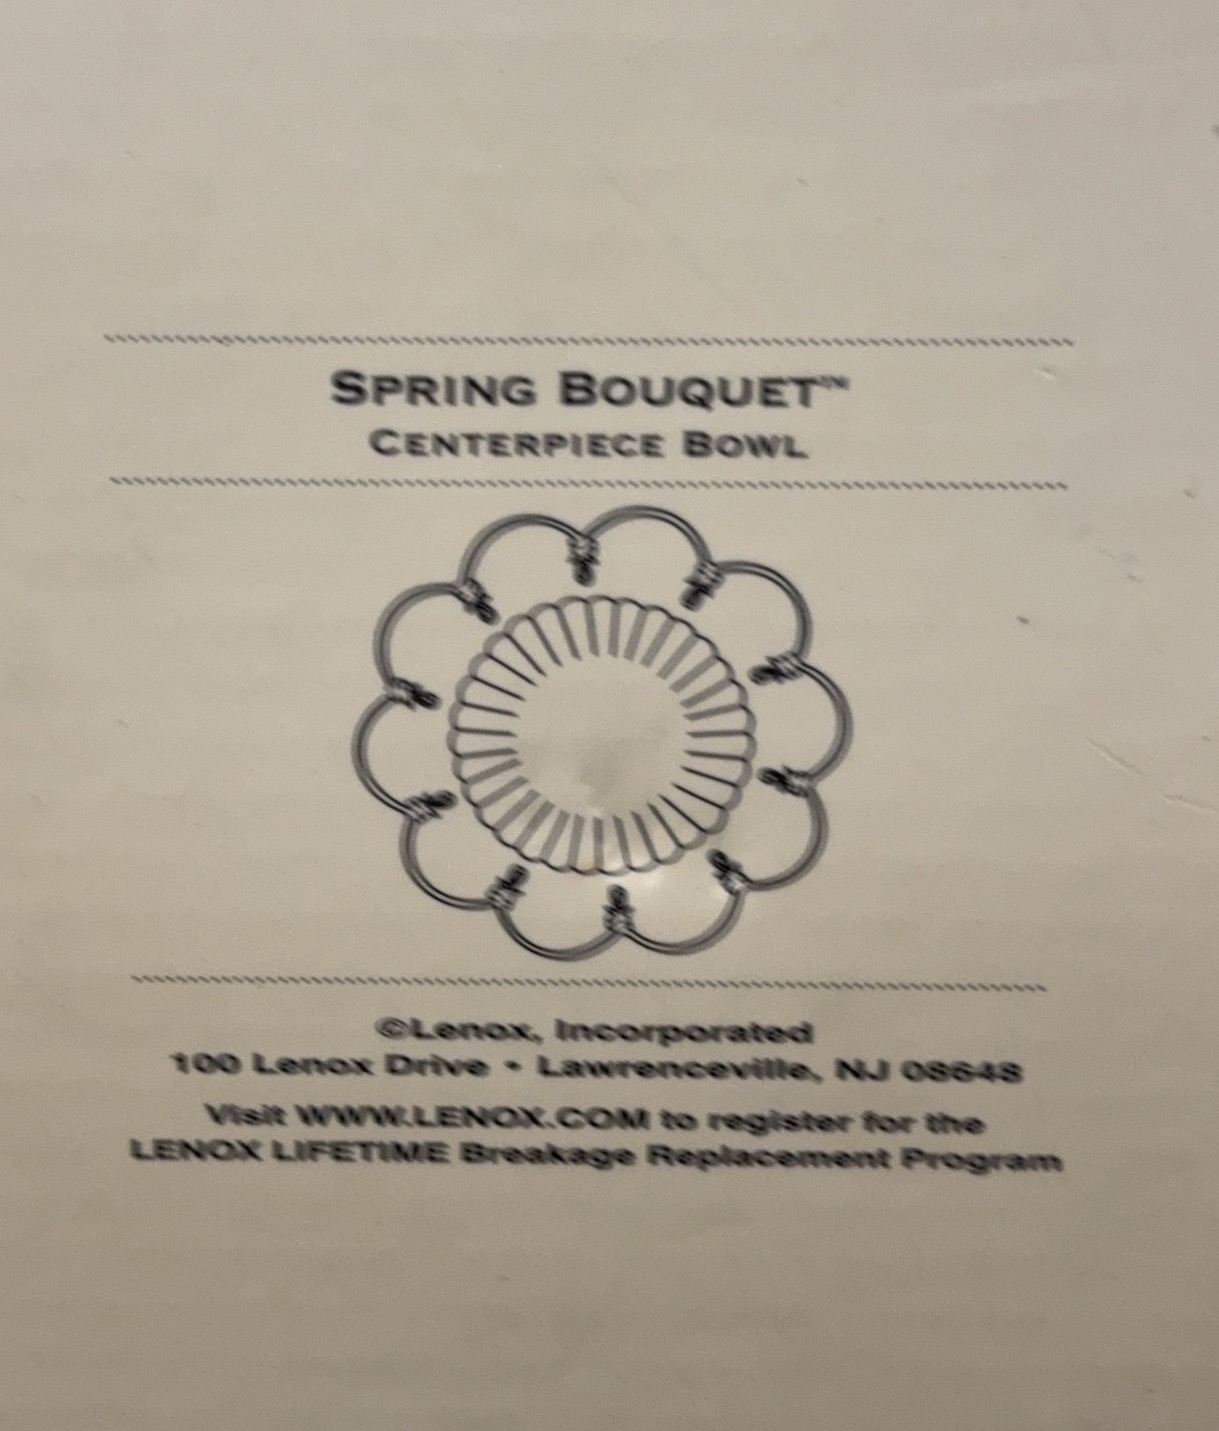 SPRING BOUQUET™
CENTERPIECE BOWL
©Lenox, Incorporated
100 Lenox Drive • Lawrenceville, NJ 08648
Visit WWW.LENOX.COM to register for the
LENOX LIFETIME Breakage Replacement Program